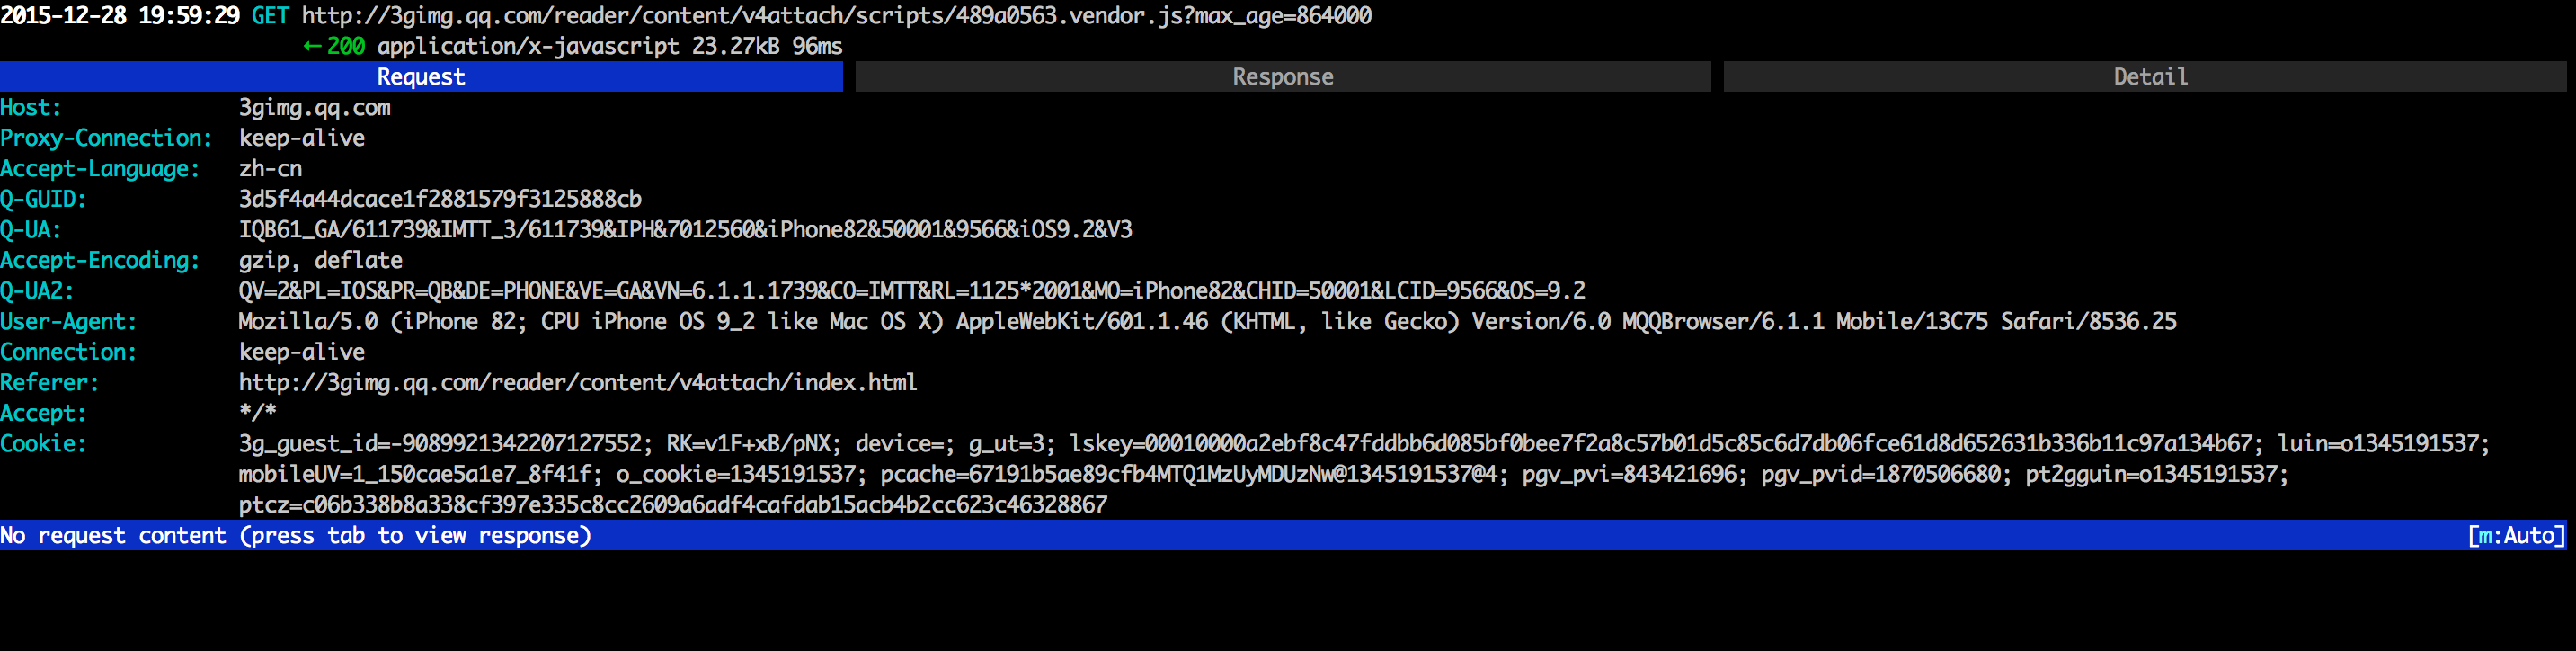 2015-12-28 19:59:29 GET http://3gimg.qq.com/reader/content/v4attach/scripts/489a0563.vendor.js?max_age=864000
← 200 application/x-javascript 23.27kB 96ms
Request Response Detail
Host: 3gimg.qq.com
Proxy-Connection: keep-alive
Accept-Language: zh-cn
Q-GUID: 3d5f4a44dcace1f2881579f3125888cb
Q-UA: IQB61_GA/611739&IMTT_3/611739&IPH&7012560&iPhone82&50001&9566&iOS9.2&V3
Accept-Encoding: gzip, deflate
Q-UA2: QV=2&PL=IOS&PR=QB&DE=PHONE&VE=GA&VN=6.1.1.1739&CO=IMTT&RL=1125*2001&MO=iPhone82&CHID=50001&LCID=9566&OS=9.2
User-Agent: Mozilla/5.0 (iPhone 82; CPU iPhone OS 9_2 like Mac OS X) AppleWebKit/601.1.46 (KHTML, like Gecko) Version/6.0 MQQBrowser/6.1.1 Mobile/13C75 Safari/8536.25
Connection: keep-alive
Referer: http://3gimg.qq.com/reader/content/v4attach/index.html
Accept: */*
Cookie: 3g_guest_id=-9089921342207127552; RK=v1F+xB/pNX; device=; g_ut=3; lskey=00010000a2ebf8c47fddbb6d085bf0bee7f2a8c57b01d5c85c6d7db06fce61d8d652631b336b11c97a134b67; luin=o1345191537;
mobileUV=1_150cae5a1e7_8f41f; o_cookie=1345191537; pcache=67191b5ae89cfb4MTQ1MzUyMDUzNw@1345191537@4; pgv_pvi=843421696; pgv_pvid=1870506680; pt2gguin=o1345191537;
ptcz=c06b338b8a338cf397e335c8cc2609a6adf4cafdab15acb4b2cc623c46328867
No request content (press tab to view response) [m:Auto]